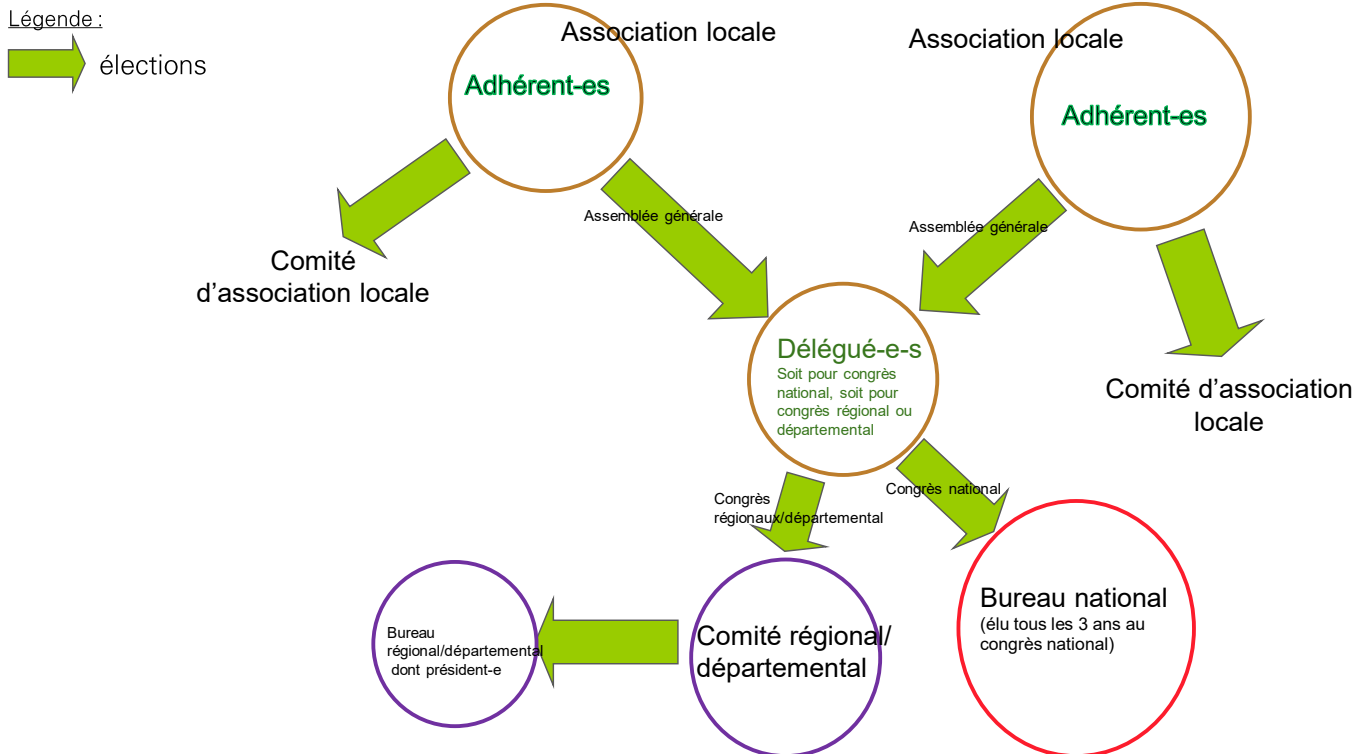 Légende :
élections
Association locale
Adhérent-es
Association locale
Adhérent-es
Assemblée générale
Assemblée générale
Comité
d’association locale
Délégué-e-s
Soit pour congrès
national, soit pour
congrès régional ou
départemental
Comité d’association
locale
Congrès
régionaux/départemental
Congrès national
Bureau
régional/départemental
dont président-e
Comité régional/
départemental
Bureau national
(élu tous les 3 ans au
congrès national)